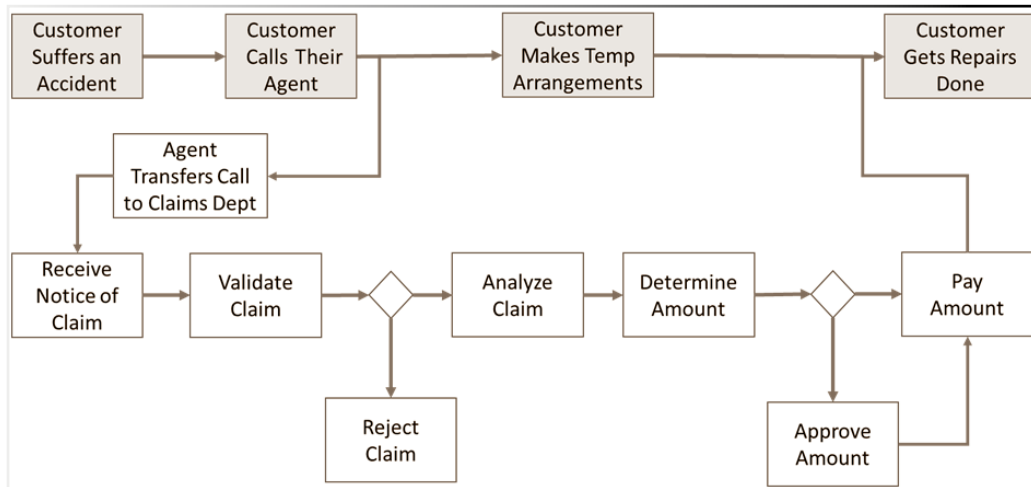 Customer
Suffers an
Accident
Customer
Calls Their
Agent
Customer
Makes Temp
Arrangements
Customer
Gets Repairs
Done
Agent
Transfers Call
to Claims Dept
Receive
Notice of
Claim
Validate
Claim
Analyze
Claim
Determine
Amount
Pay
Amount
Reject
Claim
Approve
Amount